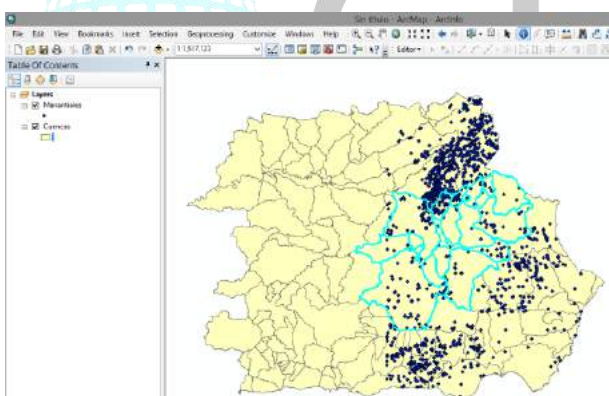 Sin título - ArcMap - ArcInfo
File Edit View Bookmarks Insert Selection Geoprocessing Customize Windows Help
1:1,937,123
Editor
Table Of Contents
Layers
Manantiales
Cuencas